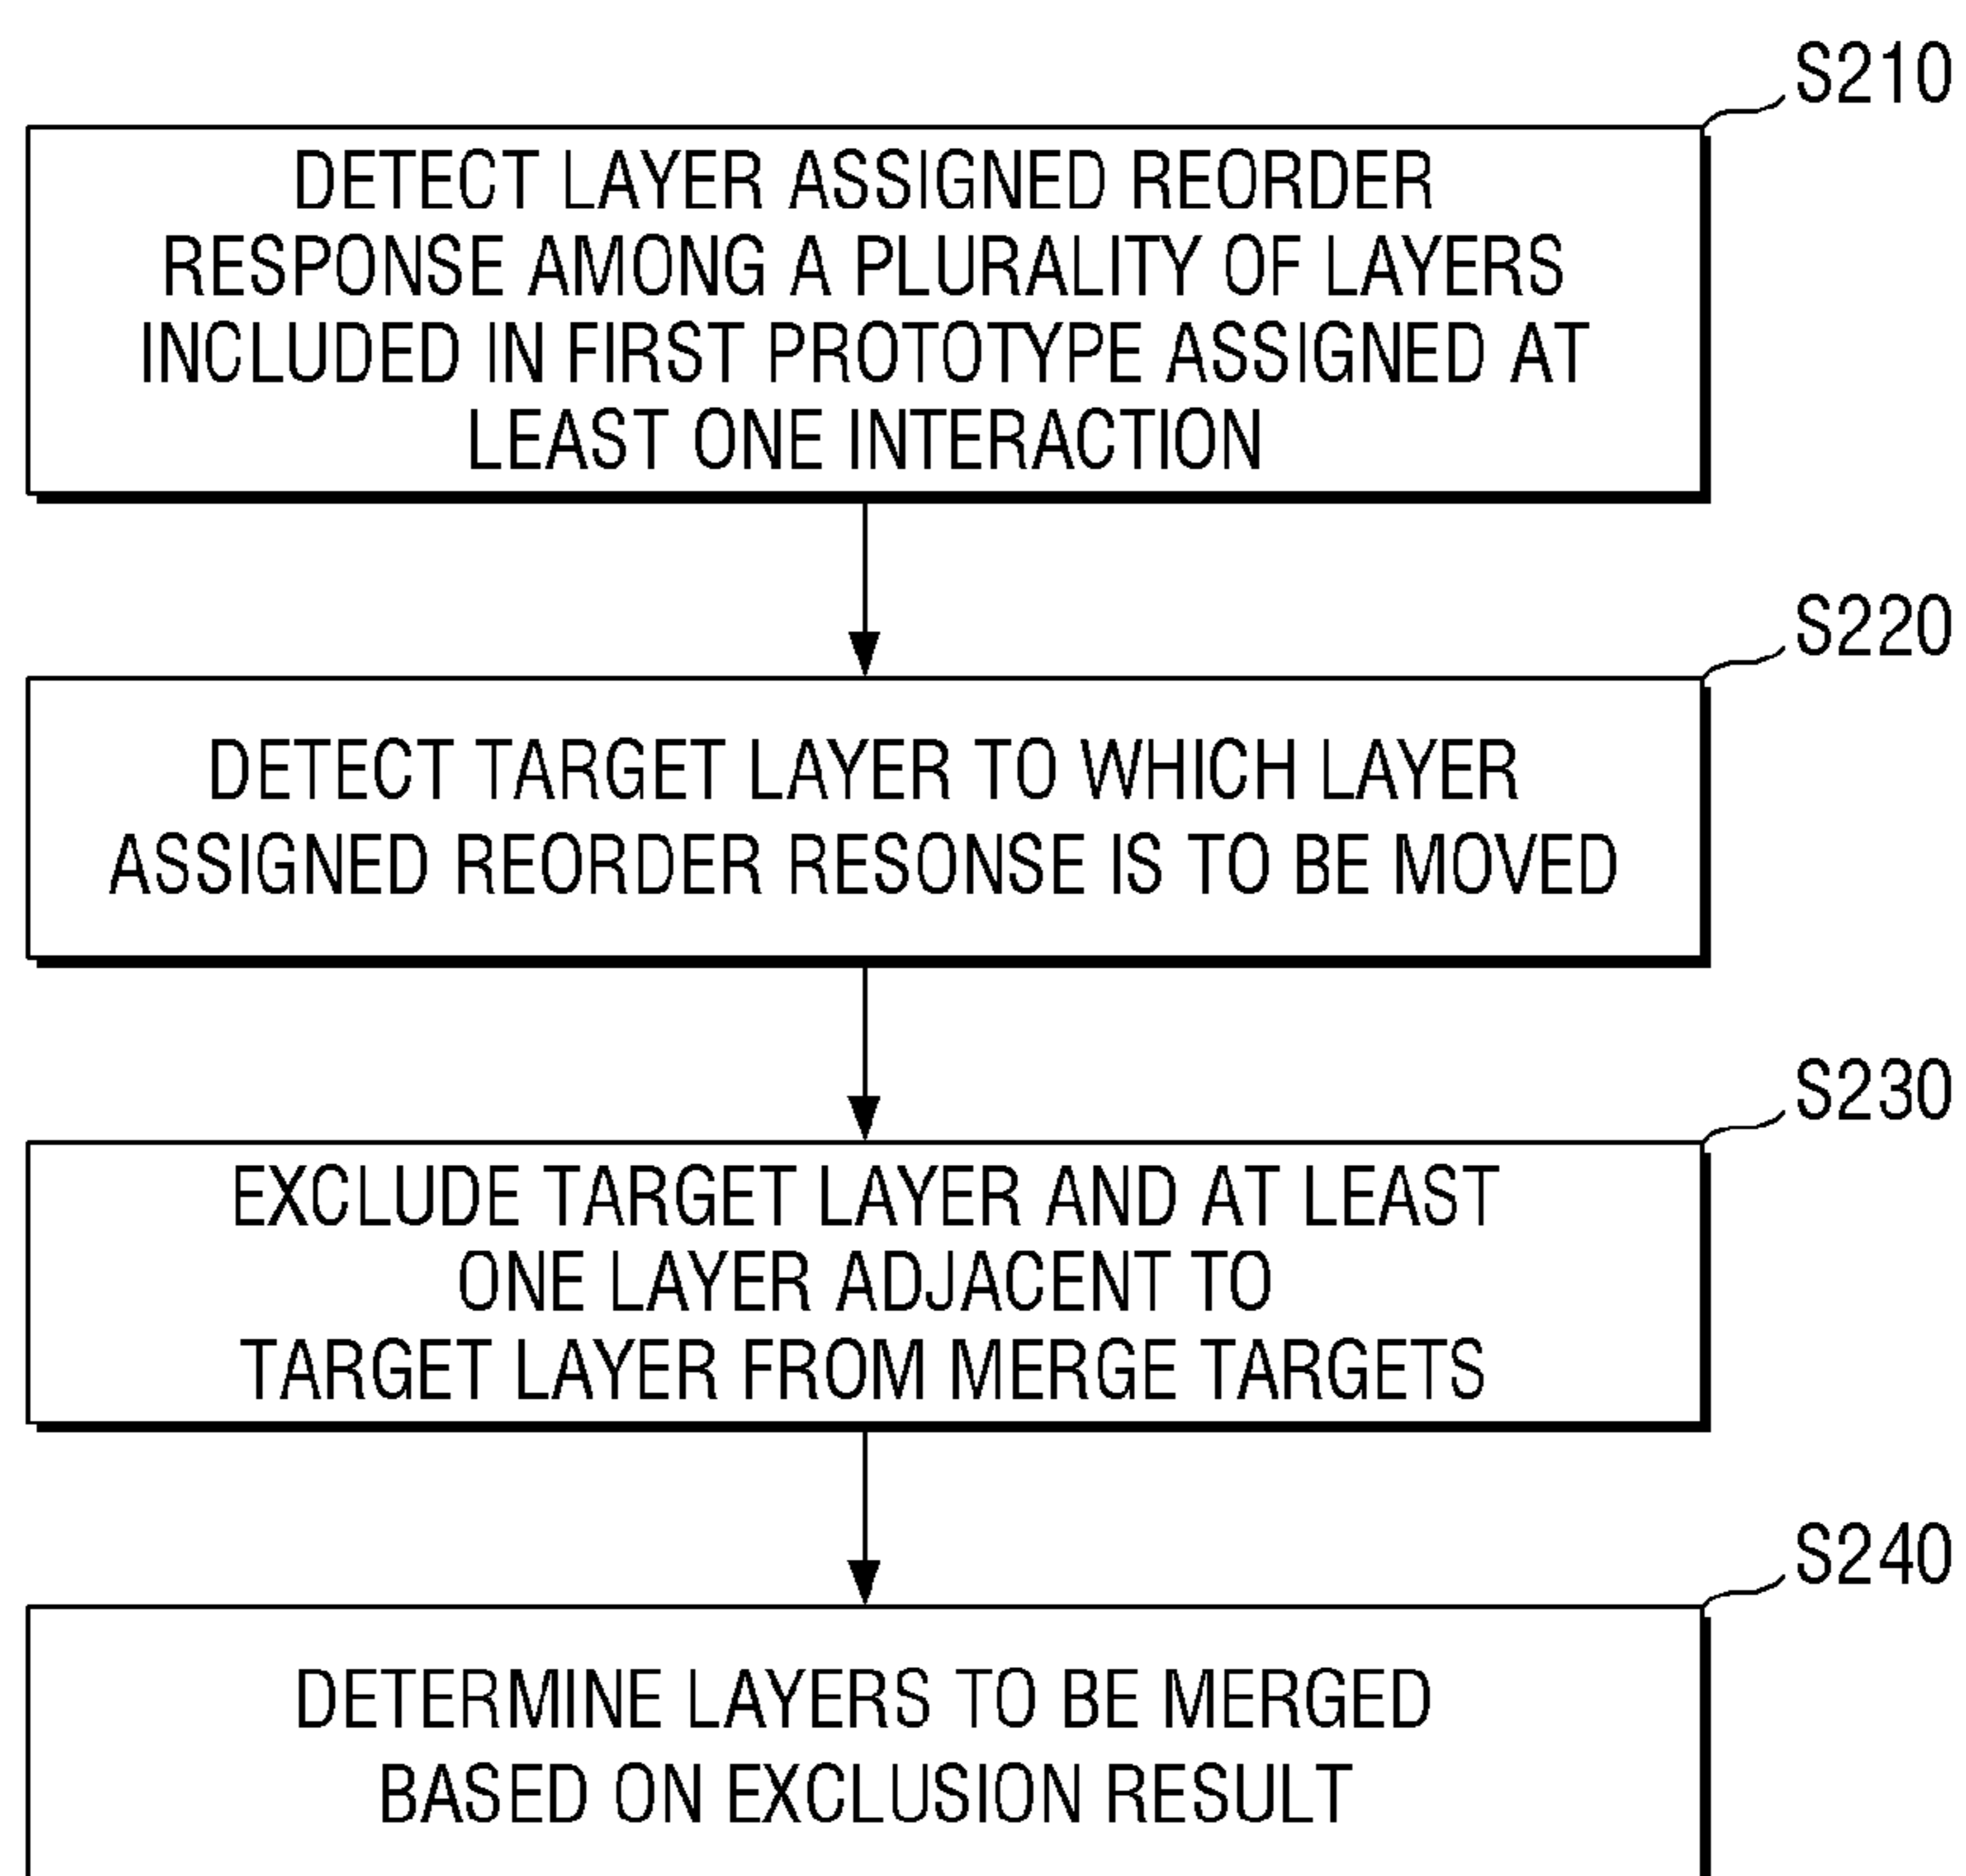 S210
DETECT LAYER ASSIGNED REORDER
RESPONSE AMONG A PLURALITY OF LAYERS
INCLUDED IN FIRST PROTOTYPE ASSIGNED AT
LEAST ONE INTERACTION
S220
DETECT TARGET LAYER TO WHICH LAYER
ASSIGNED REORDER RESONSE IS TO BE MOVED
S230
EXCLUDE TARGET LAYER AND AT LEAST
ONE LAYER ADJACENT TO
TARGET LAYER FROM MERGE TARGETS
S240
DETERMINE LAYERS TO BE MERGED
BASED ON EXCLUSION RESULT